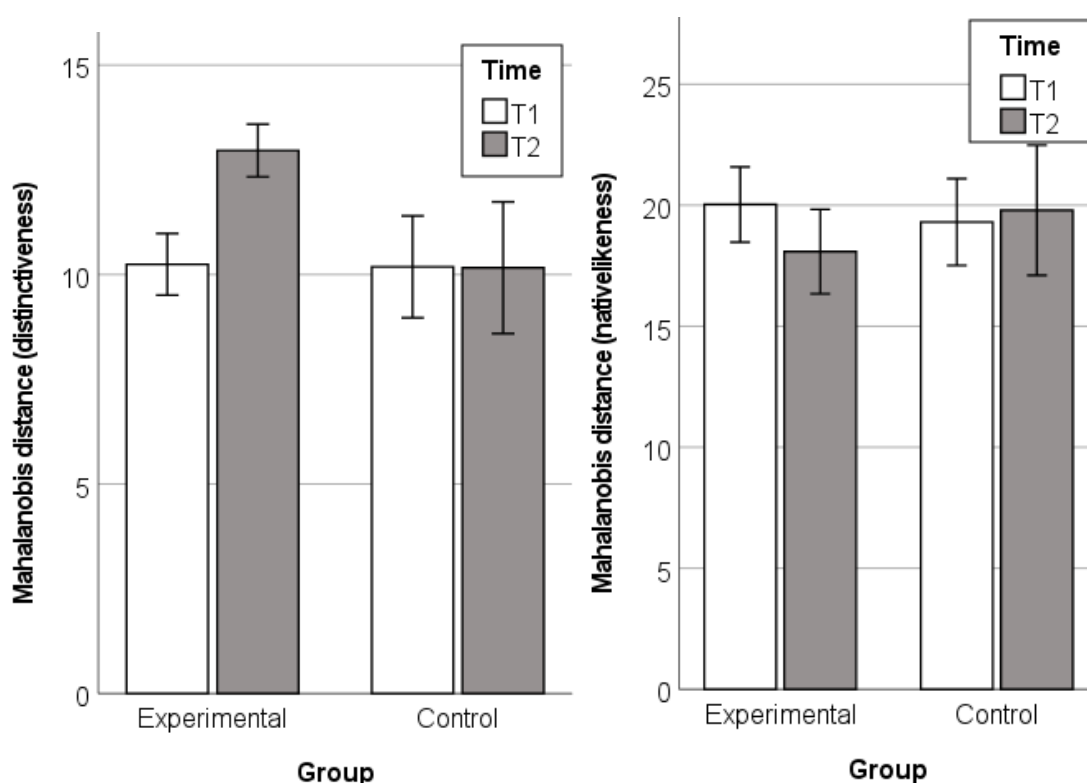 Mahalanobis distance (distinctiveness)
15
10
5
0
Time
T1
T2
Experimental
Control
Group
Mahalanobis distance (nativelikeness)
25
20
15
10
5
0
Time
T1
T2
Experimental
Control
Group